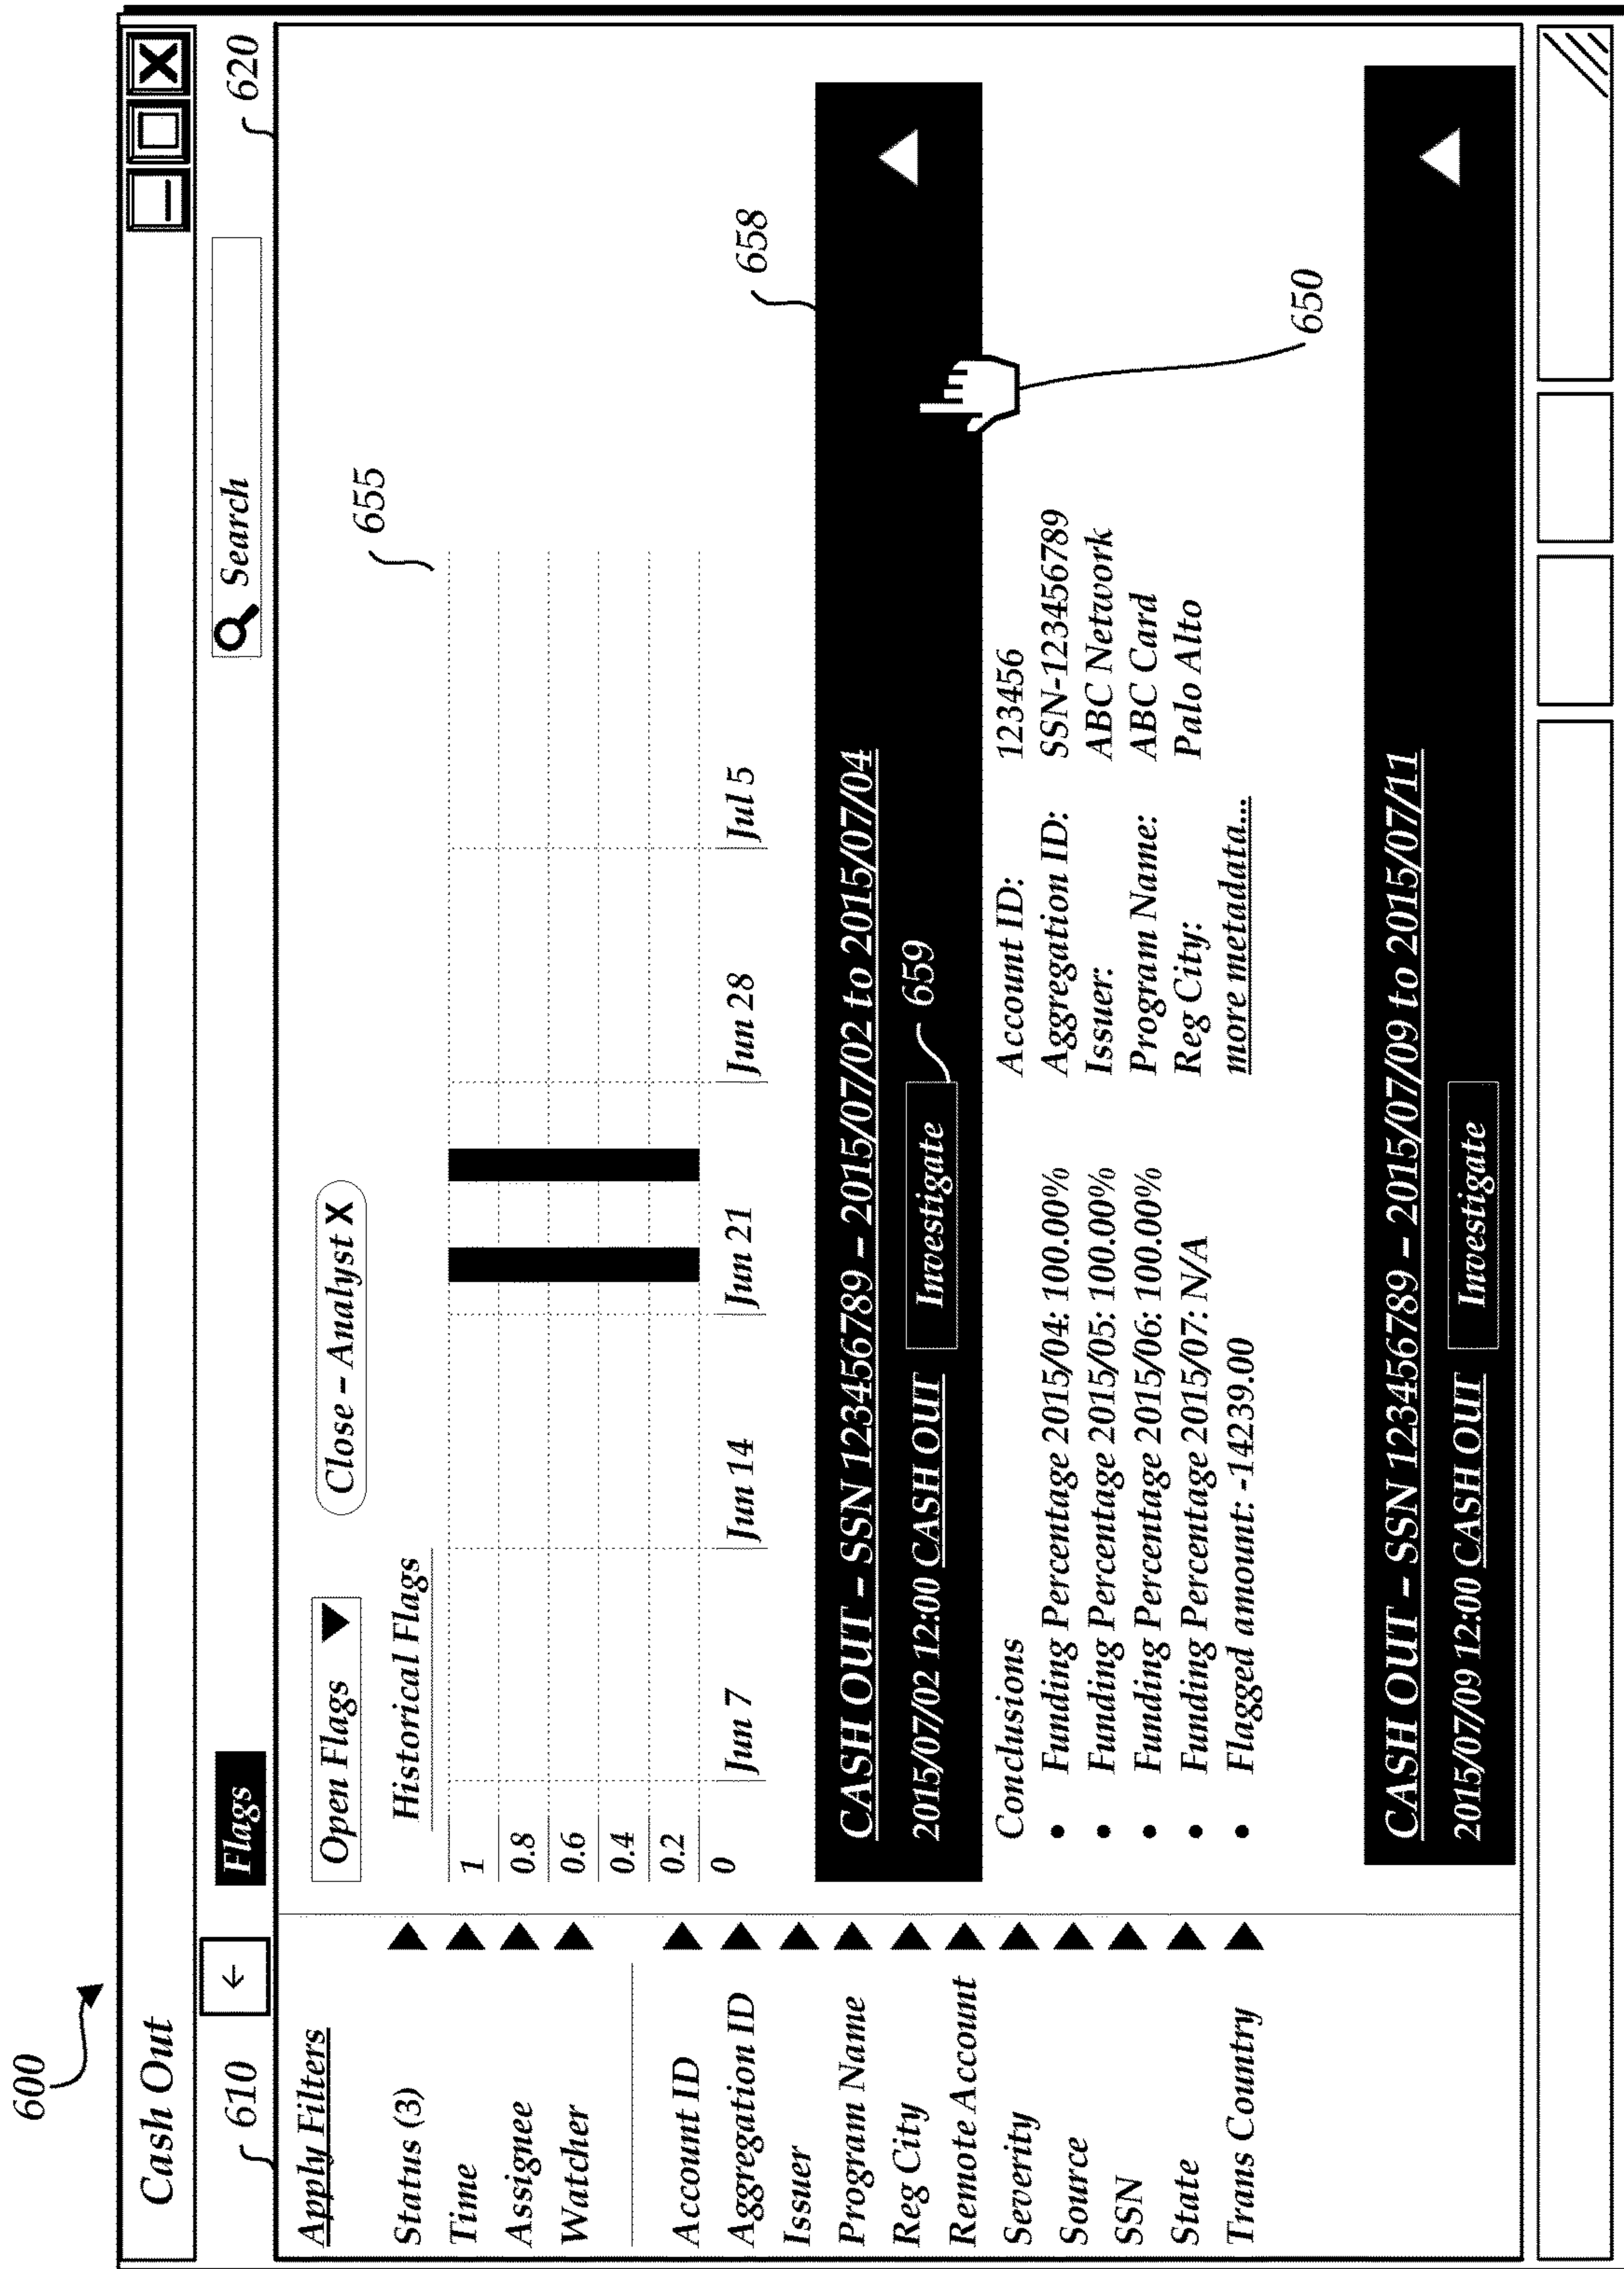 600
Cash Out
610
←
Flags
Search
620
Apply Filters
Status (3)
Time
Assignee
Watcher
Account ID
Aggregation ID
Issuer
Program Name
Reg City
Remote Account
Severity
Source
SSN
State
Trans Country
Open Flags
Close – Analyst X
Historical Flags
655
1
0.8
0.6
0.4
0.2
0
Jun 7
Jun 14
Jun 21
Jun 28
Jul 5
658
CASH OUT – SSN 123456789 – 2015/07/02 to 2015/07/04
2015/07/02 12:00 CASH OUT
Investigate
659
Conclusions
• Funding Percentage 2015/04: 100.00%
• Funding Percentage 2015/05: 100.00%
• Funding Percentage 2015/06: 100.00%
• Funding Percentage 2015/07: N/A
• Flagged amount: -14239.00
Account ID: 123456
Aggregation ID: SSN-123456789
Issuer: ABC Network
Program Name: ABC Card
Reg City: Palo Alto
more metadata...
650
CASH OUT – SSN 123456789 – 2015/07/09 to 2015/07/11
2015/07/09 12:00 CASH OUT
Investigate